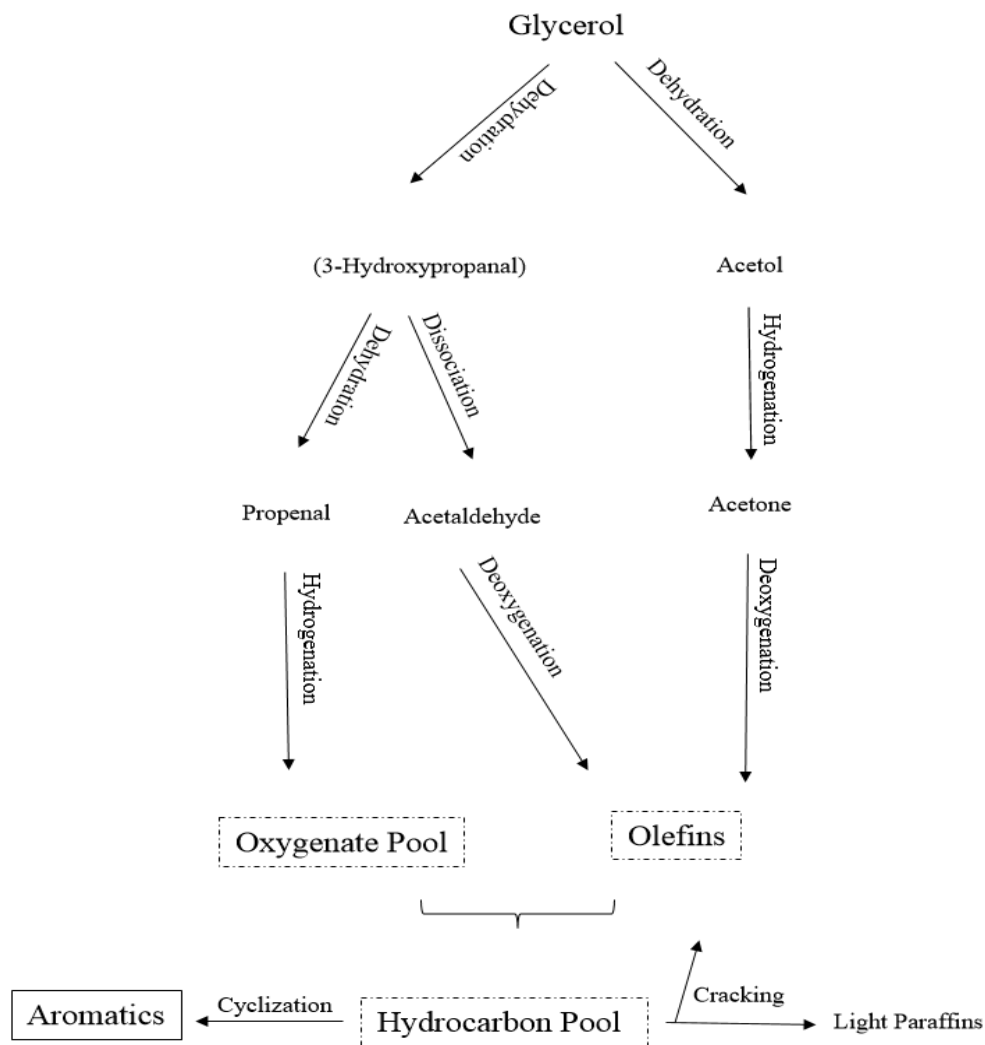 Glycerol
Dehydration
Dehydration
(3-Hydroxypropanal)
Acetol
Dehydration
Dissociation
Hydrogenation
Propenal
Acetaldehyde
Acetone
Hydrogenation
Deoxygenation
Deoxygenation
Oxygenate Pool
Olefins
Aromatics
Cyclization
Hydrocarbon Pool
Cracking
Light Paraffins